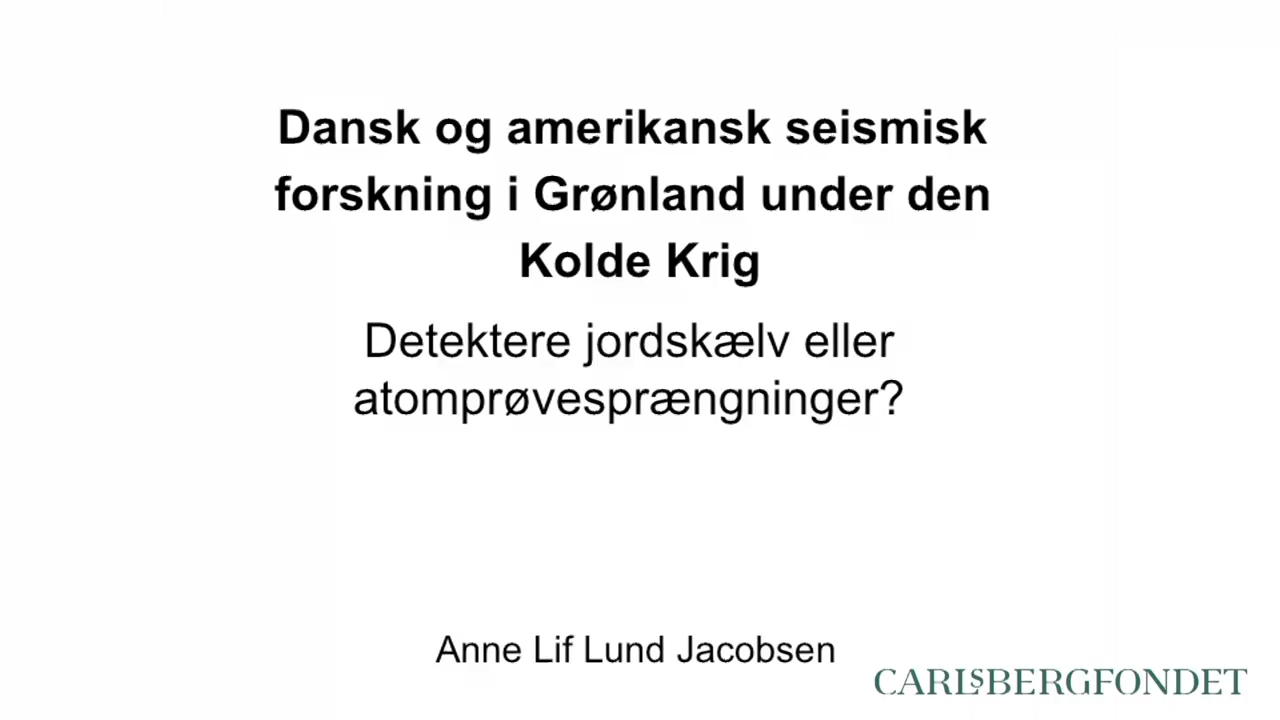 Dansk og amerikansk seismisk
forskning i Grønland under den
Kolde Krig
Detektere jordskælv eller
atomprøvesprængninger?
Anne Lif Lund Jacobsen
CARLSBERGFONDET